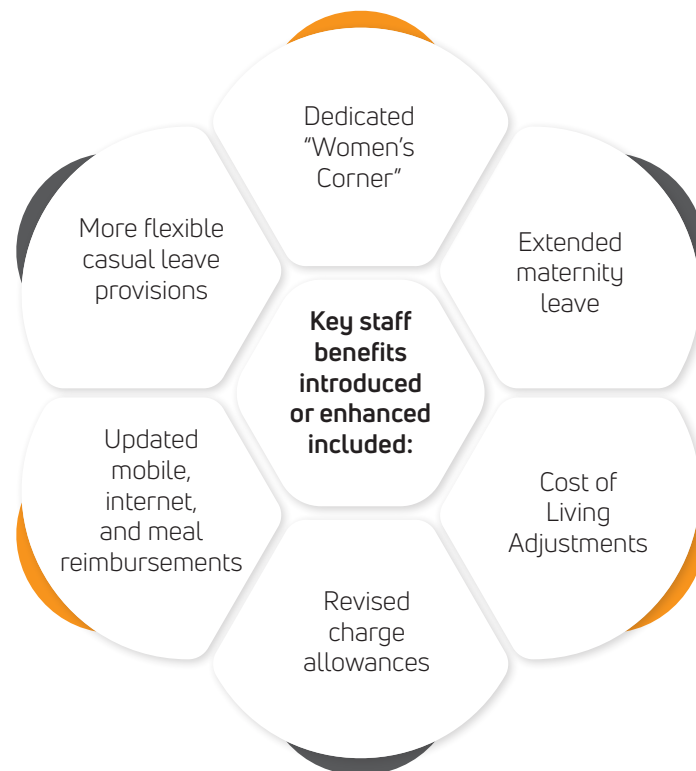 Dedicated
"Women's
Corner"
Extended
maternity
leave
Cost of
Living
Adjustments
Revised
charge
allowances
Updated
mobile,
internet,
and meal
reimbursements
More flexible
casual leave
provisions
Key staff
benefits
introduced
or enhanced
included: